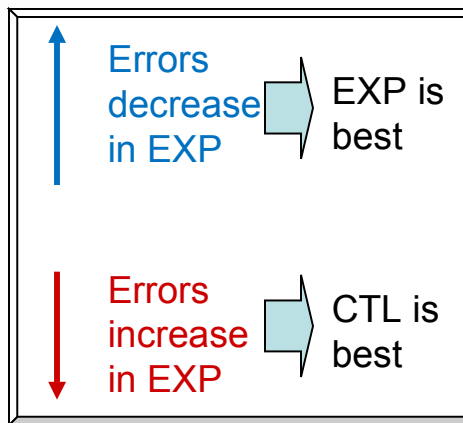 Errors
decrease
in EXP
EXP is
best
Errors
increase
in EXP
CTL is
best